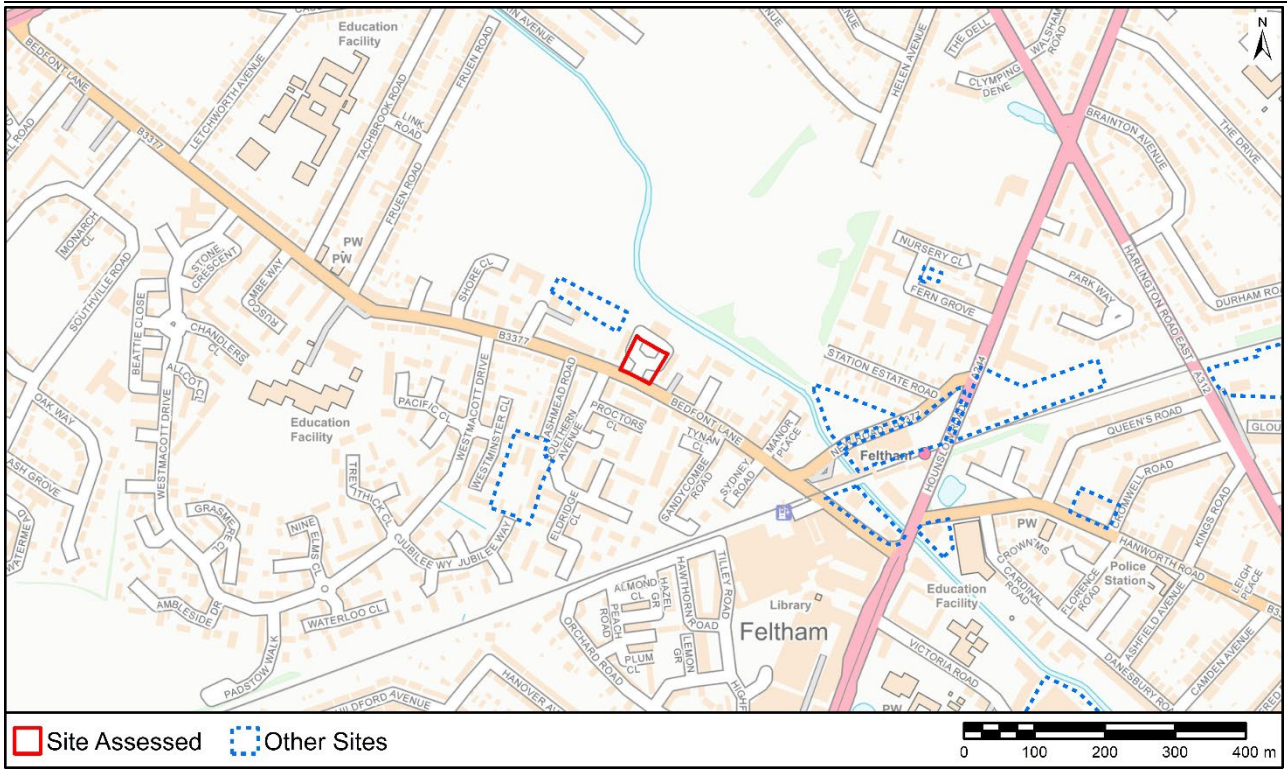 Education
Facility
BEDFONT LANE
B3377
LETCHWORTH AVENUE
TACHBROOK ROAD
LINK
ROAD
FRUEN ROAD
FRUEN ROAD
HELEN AVENUE
THE DELL
CLYMPING
DENE
WALSHAM
ROAD
N
BRAINTON AVENUE
THE DRIVE
MONARCH
CL
SOUTHVILLE ROAD
STONE
CRESCENT
RUSCOMBE WAY
PW
PW
SHORE CL
NURSERY CL
FERN GROVE
PARK WAY
HARLINGTON ROAD EAST
A312
DURHAM RO
BEATTIE CLOSE
CHANDLERS
CL
ALLCOT CL
B3377
STATION ESTATE ROAD
A244
OAK WAY
ASH GROVE
WESTMACOTT DRIVE
Education
Facility
PACIFIC CL
WESTMACOTT DRIVE
WESTMINSTER CL
ASHMEAD ROAD
SOUTHERN
AVENUE
PROCTORS
CL
BEDFONT LANE
TYNAN
CL
MANOR
PLACE
SANDYCOMBE
ROAD
SYDNEY
ROAD
Feltham
HOUNSLOW
QUEEN'S ROAD
GLOU
CROMWELL ROAD
KINGS ROAD
TREVITHICK CL
GRASMERE
CL
NINE
ELMS CL
ELDRIDGE
CL
JUBILEE WY
JUBILEE WAY
AMBLESIDE
DR
WATERLOO CL
PADSTOW WALK
PW
HANWORTH ROAD
CROWN MS
CARDINAL
ROAD
FLORENCE
ROAD
Police
Station
ASHFIELD AVENUE
LEIGH
PLACE
CAMDEN AVENUE
ALMOND
CL
HAZEL
GR
HAWTHORN ROAD
TILLEY ROAD
PEACH
ROAD
LEMON
GR
PLUM
CL
ORCHARD ROAD
HANOVER AV
Library
Feltham
Education
Facility
VICTORIA ROAD
DANESBURY ROAD
PW
Site Assessed
Other Sites
0 100 200 300 400 m